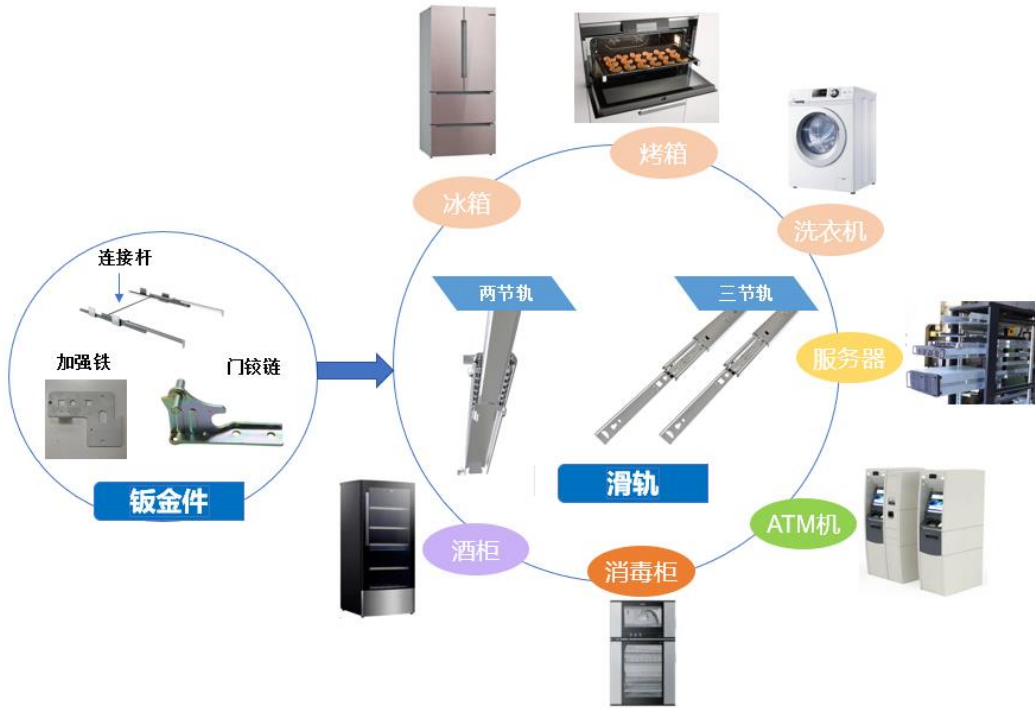 烤箱
冰箱
洗衣机
连接杆
两节轨
三节轨
服务器
加强铁
门铰链
钣金件
滑轨
ATM机
酒柜
消毒柜